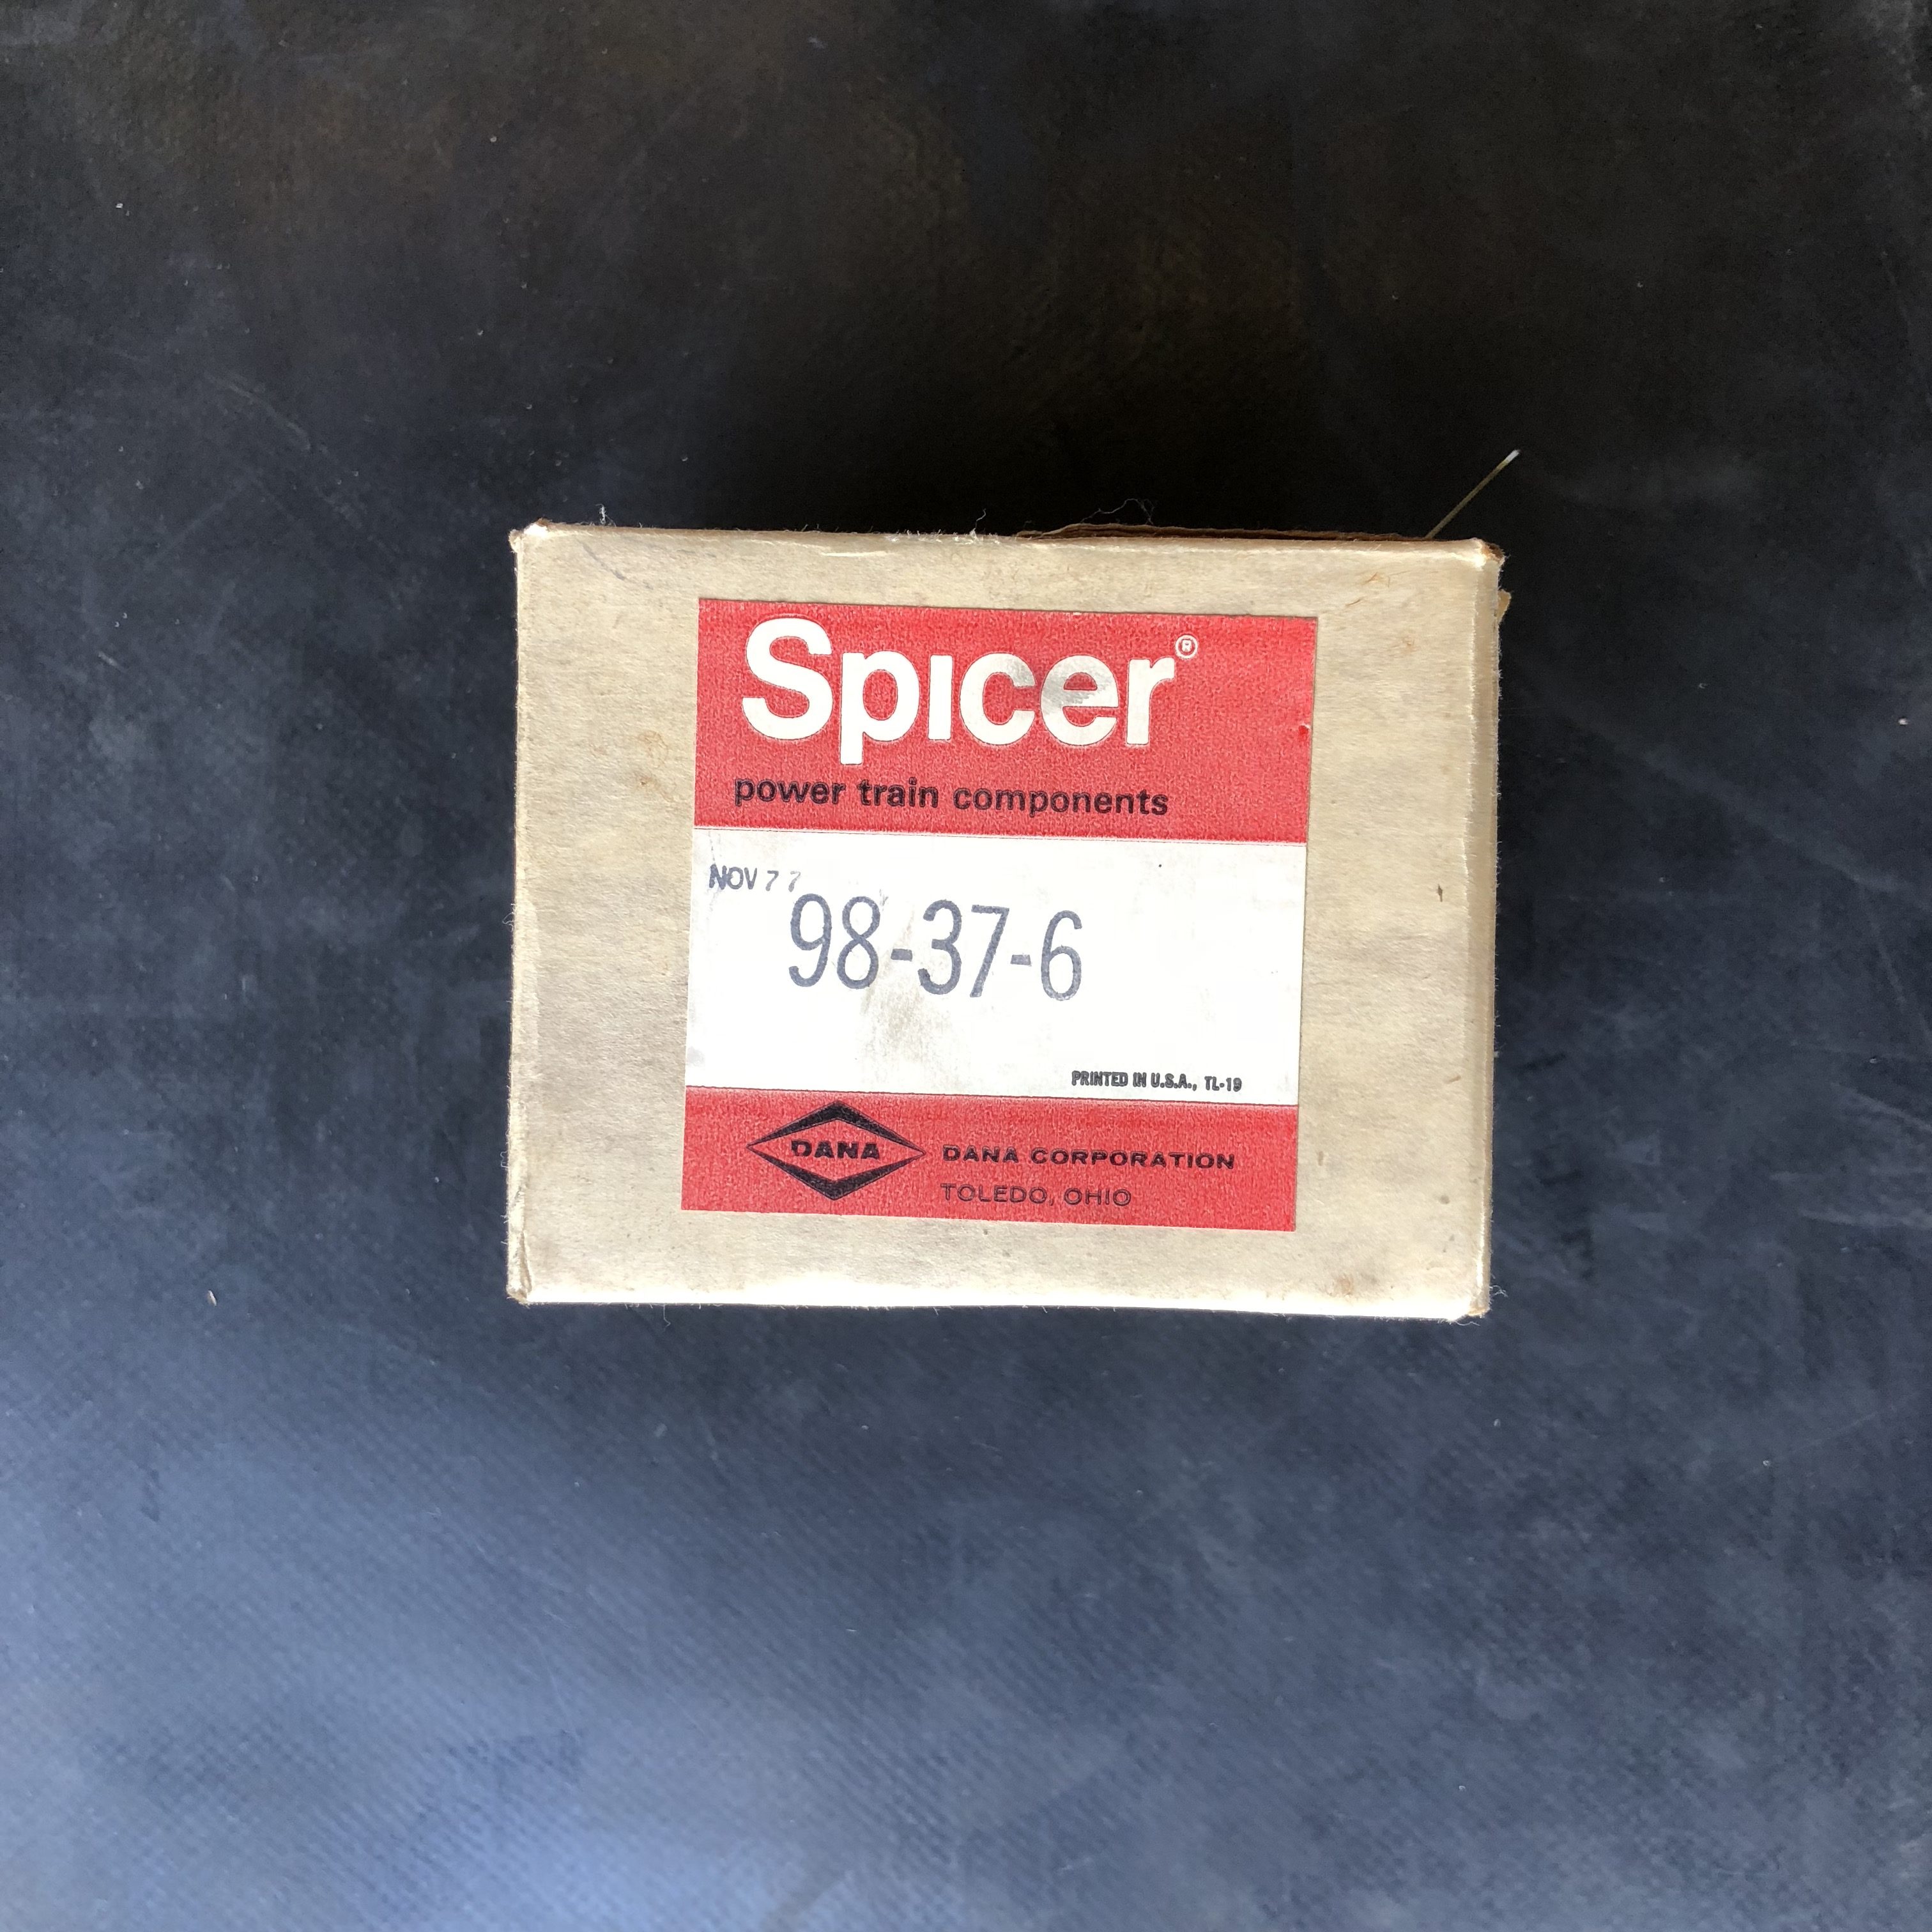 Spicer®
power train components
NOV 77
98-37-6
PRINTED IN U.S.A., TL-19
DANA
DANA CORPORATION
TOLEDO, OHIO